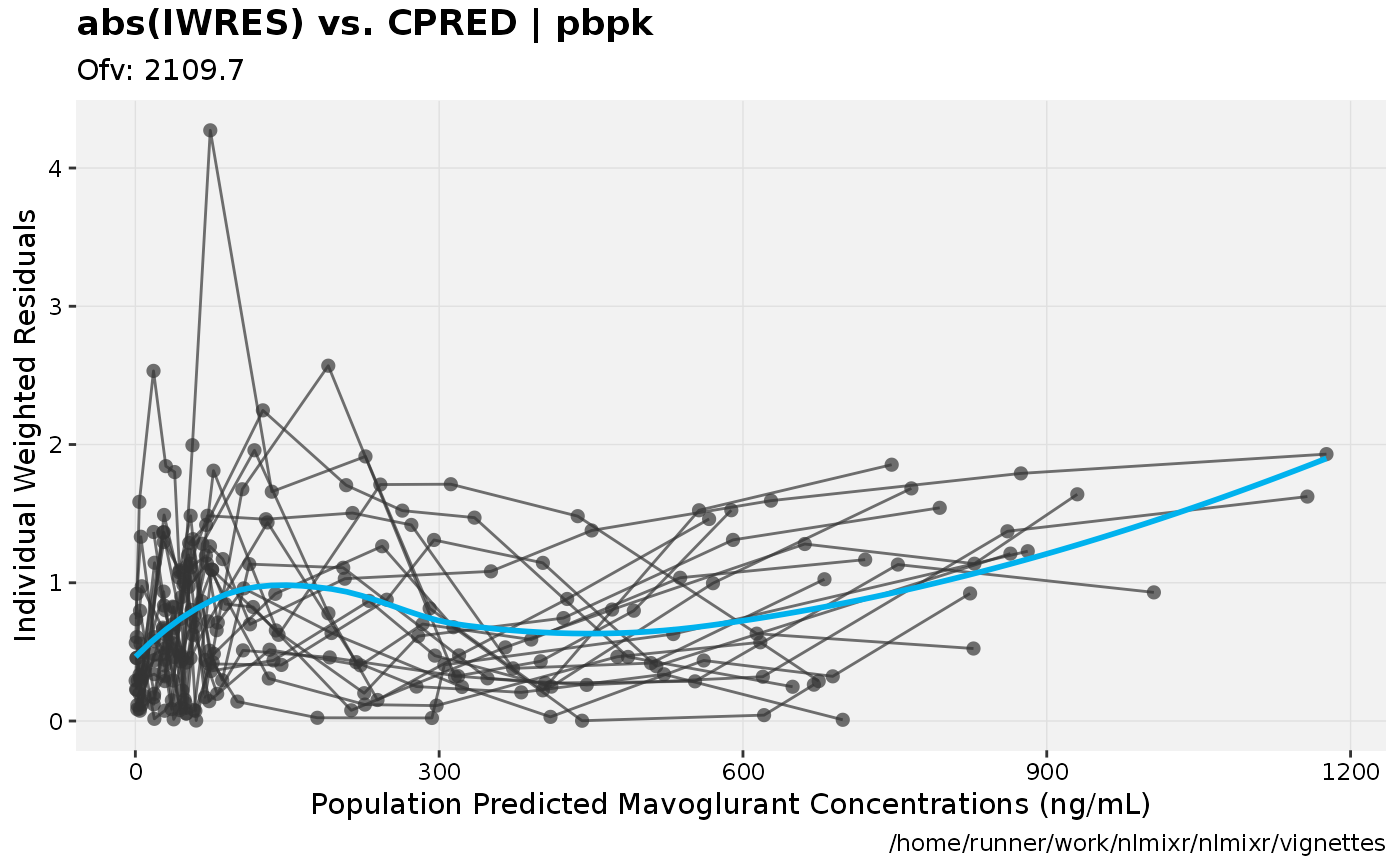 abs(IWRES) vs. CPRED | pbpk
Ofv: 2109.7
Individual Weighted Residuals
4
3
2
1
0
0 300 600 900 1200
Population Predicted Mavoglurant Concentrations (ng/mL)
/home/runner/work/nlmixr/nlmixr/vignettes